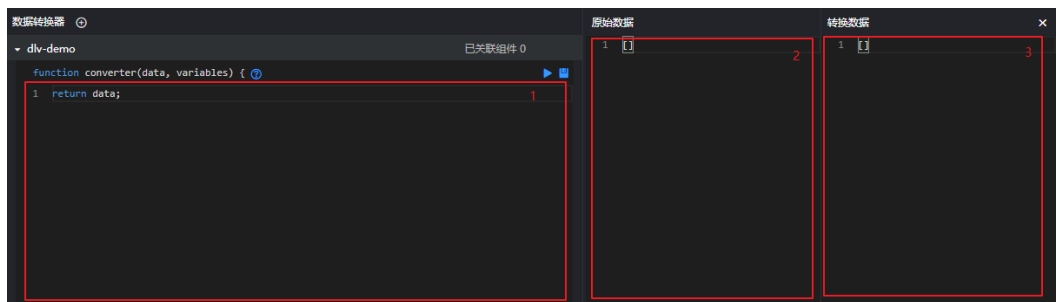 数据转换器
dlv-demo 已关联组件 0
function converter(data, variables) { ?
1 return data;
1
原始数据
1 []
2
转换数据 ×
1 []
3